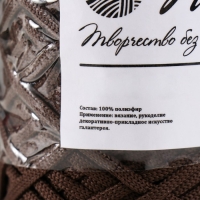 Творчество без
Состав: 100% полиэфир
Применение: вязание, рукоделие
декоративно-прикладное искусство
галантерея.